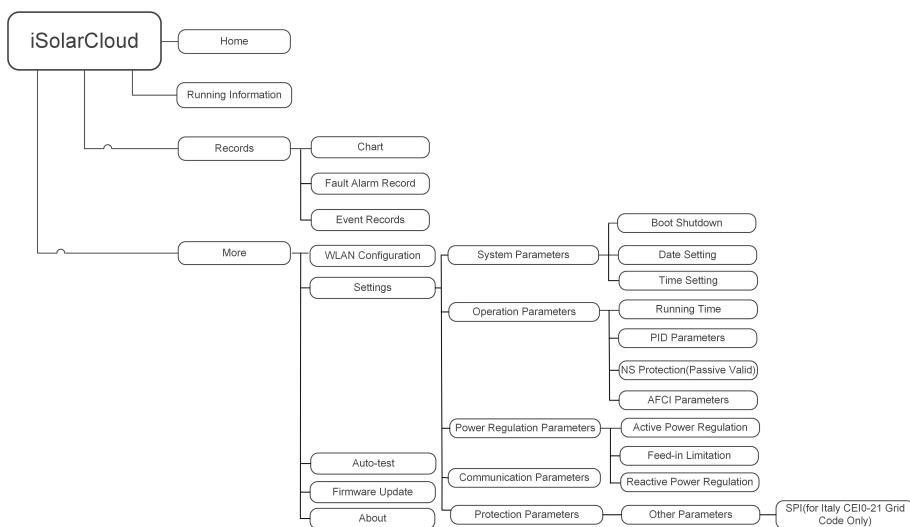 iSolarCloud
Home
Running Information
Records
Chart
Fault Alarm Record
Event Records
More
WLAN Configuration
Settings
System Parameters
Boot Shutdown
Date Setting
Time Setting
Operation Parameters
Running Time
PID Parameters
NS Protection(Passive Valid)
AFCI Parameters
Power Regulation Parameters
Active Power Regulation
Feed-in Limitation
Reactive Power Regulation
Communication Parameters
Protection Parameters
Other Parameters
SPI(for Italy CEI0-21 Grid
Code Only)
Auto-test
Firmware Update
About